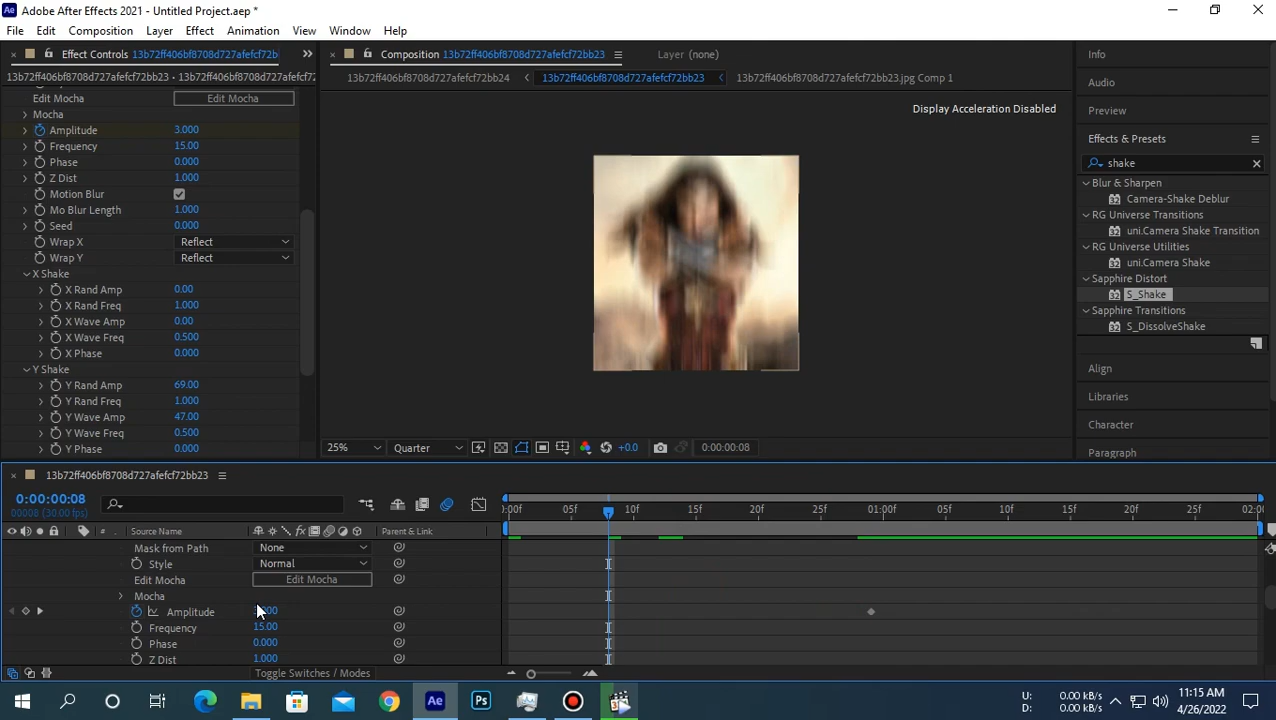 Adobe After Effects 2021 - Untitled Project.aep *
File Edit Composition Layer Effect Animation View Window Help
Effect Controls 13b72ff406bf8708d727afefcf72b
13b72ff406bf8708d727afefcf72bb23 • 13b72ff406bf8708d727afefcf72
Edit Mocha Edit Mocha
Mocha
Amplitude 3.000
Frequency 15.00
Phase 0.000
Z Dist 1.000
Motion Blur
Mo Blur Length 1.000
Seed 0.000
Wrap X Reflect
Wrap Y Reflect
X Shake
X Rand Amp 0.00
X Rand Freq 1.000
X Wave Amp 0.00
X Wave Freq 0.500
X Phase 0.000
Y Shake
Y Rand Amp 69.00
Y Rand Freq 1.000
Y Wave Amp 47.00
Y Wave Freq 0.500
Y Phase 0.000
Composition 13b72ff406bf8708d727afefcf72bb23 Layer (none)
13b72ff406bf8708d727afefcf72bb24 13b72ff406bf8708d727afefcf72bb23 13b72ff406bf8708d727afefcf72bb23.jpg Comp 1
Display Acceleration Disabled
25% Quarter +0.0 0:00:00:08
Info
Audio
Preview
Effects & Presets
shake
Blur & Sharpen
Camera-Shake Deblur
RG Universe Transitions
uni.Camera Shake Transition
RG Universe Utilities
uni.Camera Shake
Sapphire Distort
S_Shake
Sapphire Transitions
S_DissolveShake
Align
Libraries
Character
Paragraph
13b72ff406bf8708d727afefcf72bb23
0:00:00:08
00008 (30.00 fps)
:00f 05f 10f 15f 20f 25f 01:00f 05f 10f 15f 20f 25f 02:00
# Source Name Parent & Link
Mask from Path None
Style Normal
Edit Mocha Edit Mocha
Mocha
Amplitude
Frequency 15.00
Phase 0.000
Z Dist 1.000
Toggle Switches / Modes
U: 0.00 kB/s
D: 0.00 kB/s
11:15 AM
4/26/2022